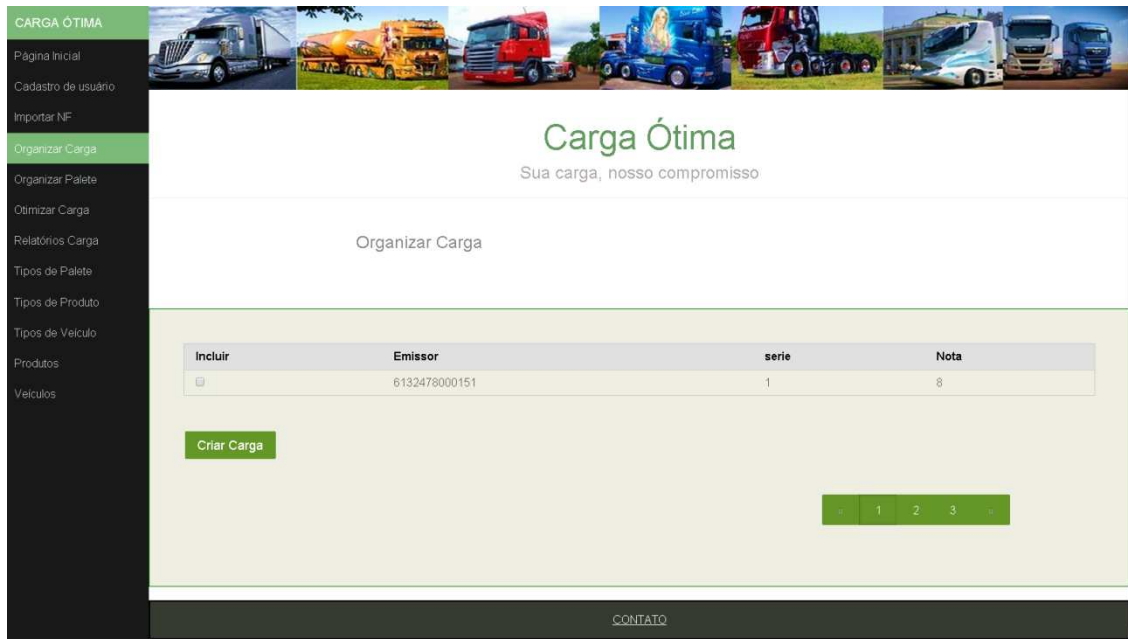 CARGA ÓTIMA
Página Inicial
Cadastro de usuário
Importar NF
Organizar Carga
Organizar Palete
Otimizar Carga
Relatórios Carga
Tipos de Palete
Tipos de Produto
Tipos de Veículo
Produtos
Veículos
Carga Ótima
Sua carga, nosso compromisso
Organizar Carga
Incluir Emissor serie Nota
6132478000151 1 8
Criar Carga
« 1 2 3 »
CONTATO